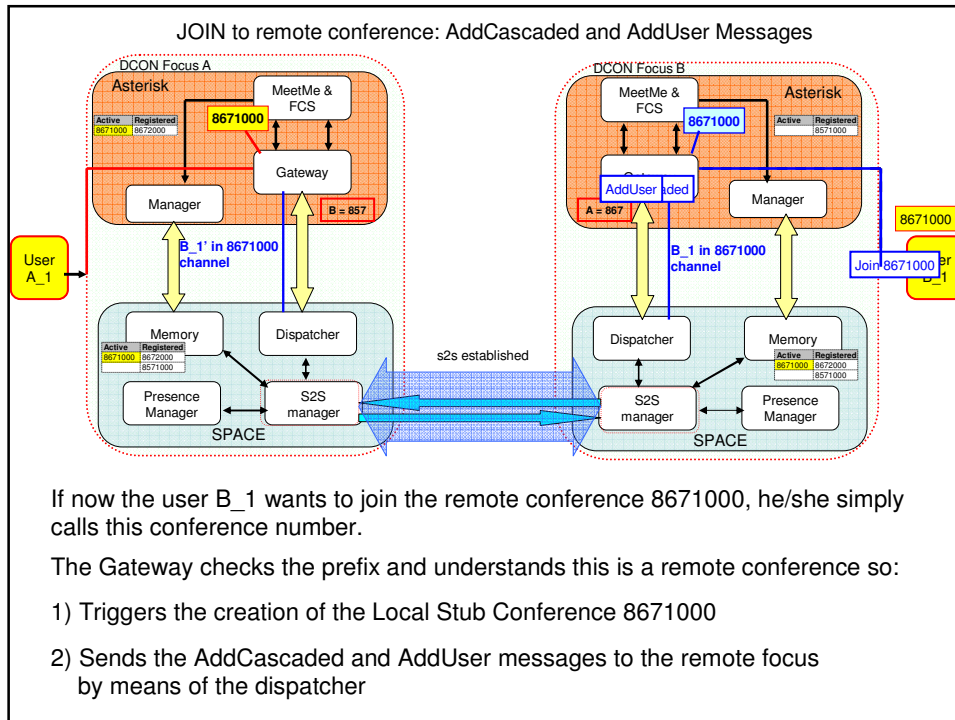 JOIN to remote conference: AddCascaded and AddUser Messages
DCON Focus A
Asterisk
MeetMe &
FCS
Active Registered
8671000 8672000
8671000
Gateway
Manager
B = 857
User
A_1
B_1' in 8671000
channel
Memory
Dispatcher
Active Registered
8671000 8672000
8571000
Presence
Manager
S2S
manager
SPACE
s2s established
DCON Focus B
MeetMe &
FCS
Asterisk
8671000
Active Registered
8571000
AddUser
aded
A = 867
Manager
8671000
B_1 in 8671000
channel
Join 8671000
B_1
Dispatcher
Memory
Active Registered
8671000 8672000
8571000
S2S
manager
Presence
Manager
SPACE
If now the user B_1 wants to join the remote conference 8671000, he/she simply
calls this conference number.
The Gateway checks the prefix and understands this is a remote conference so:
1) Triggers the creation of the Local Stub Conference 8671000
2) Sends the AddCascaded and AddUser messages to the remote focus
by means of the dispatcher